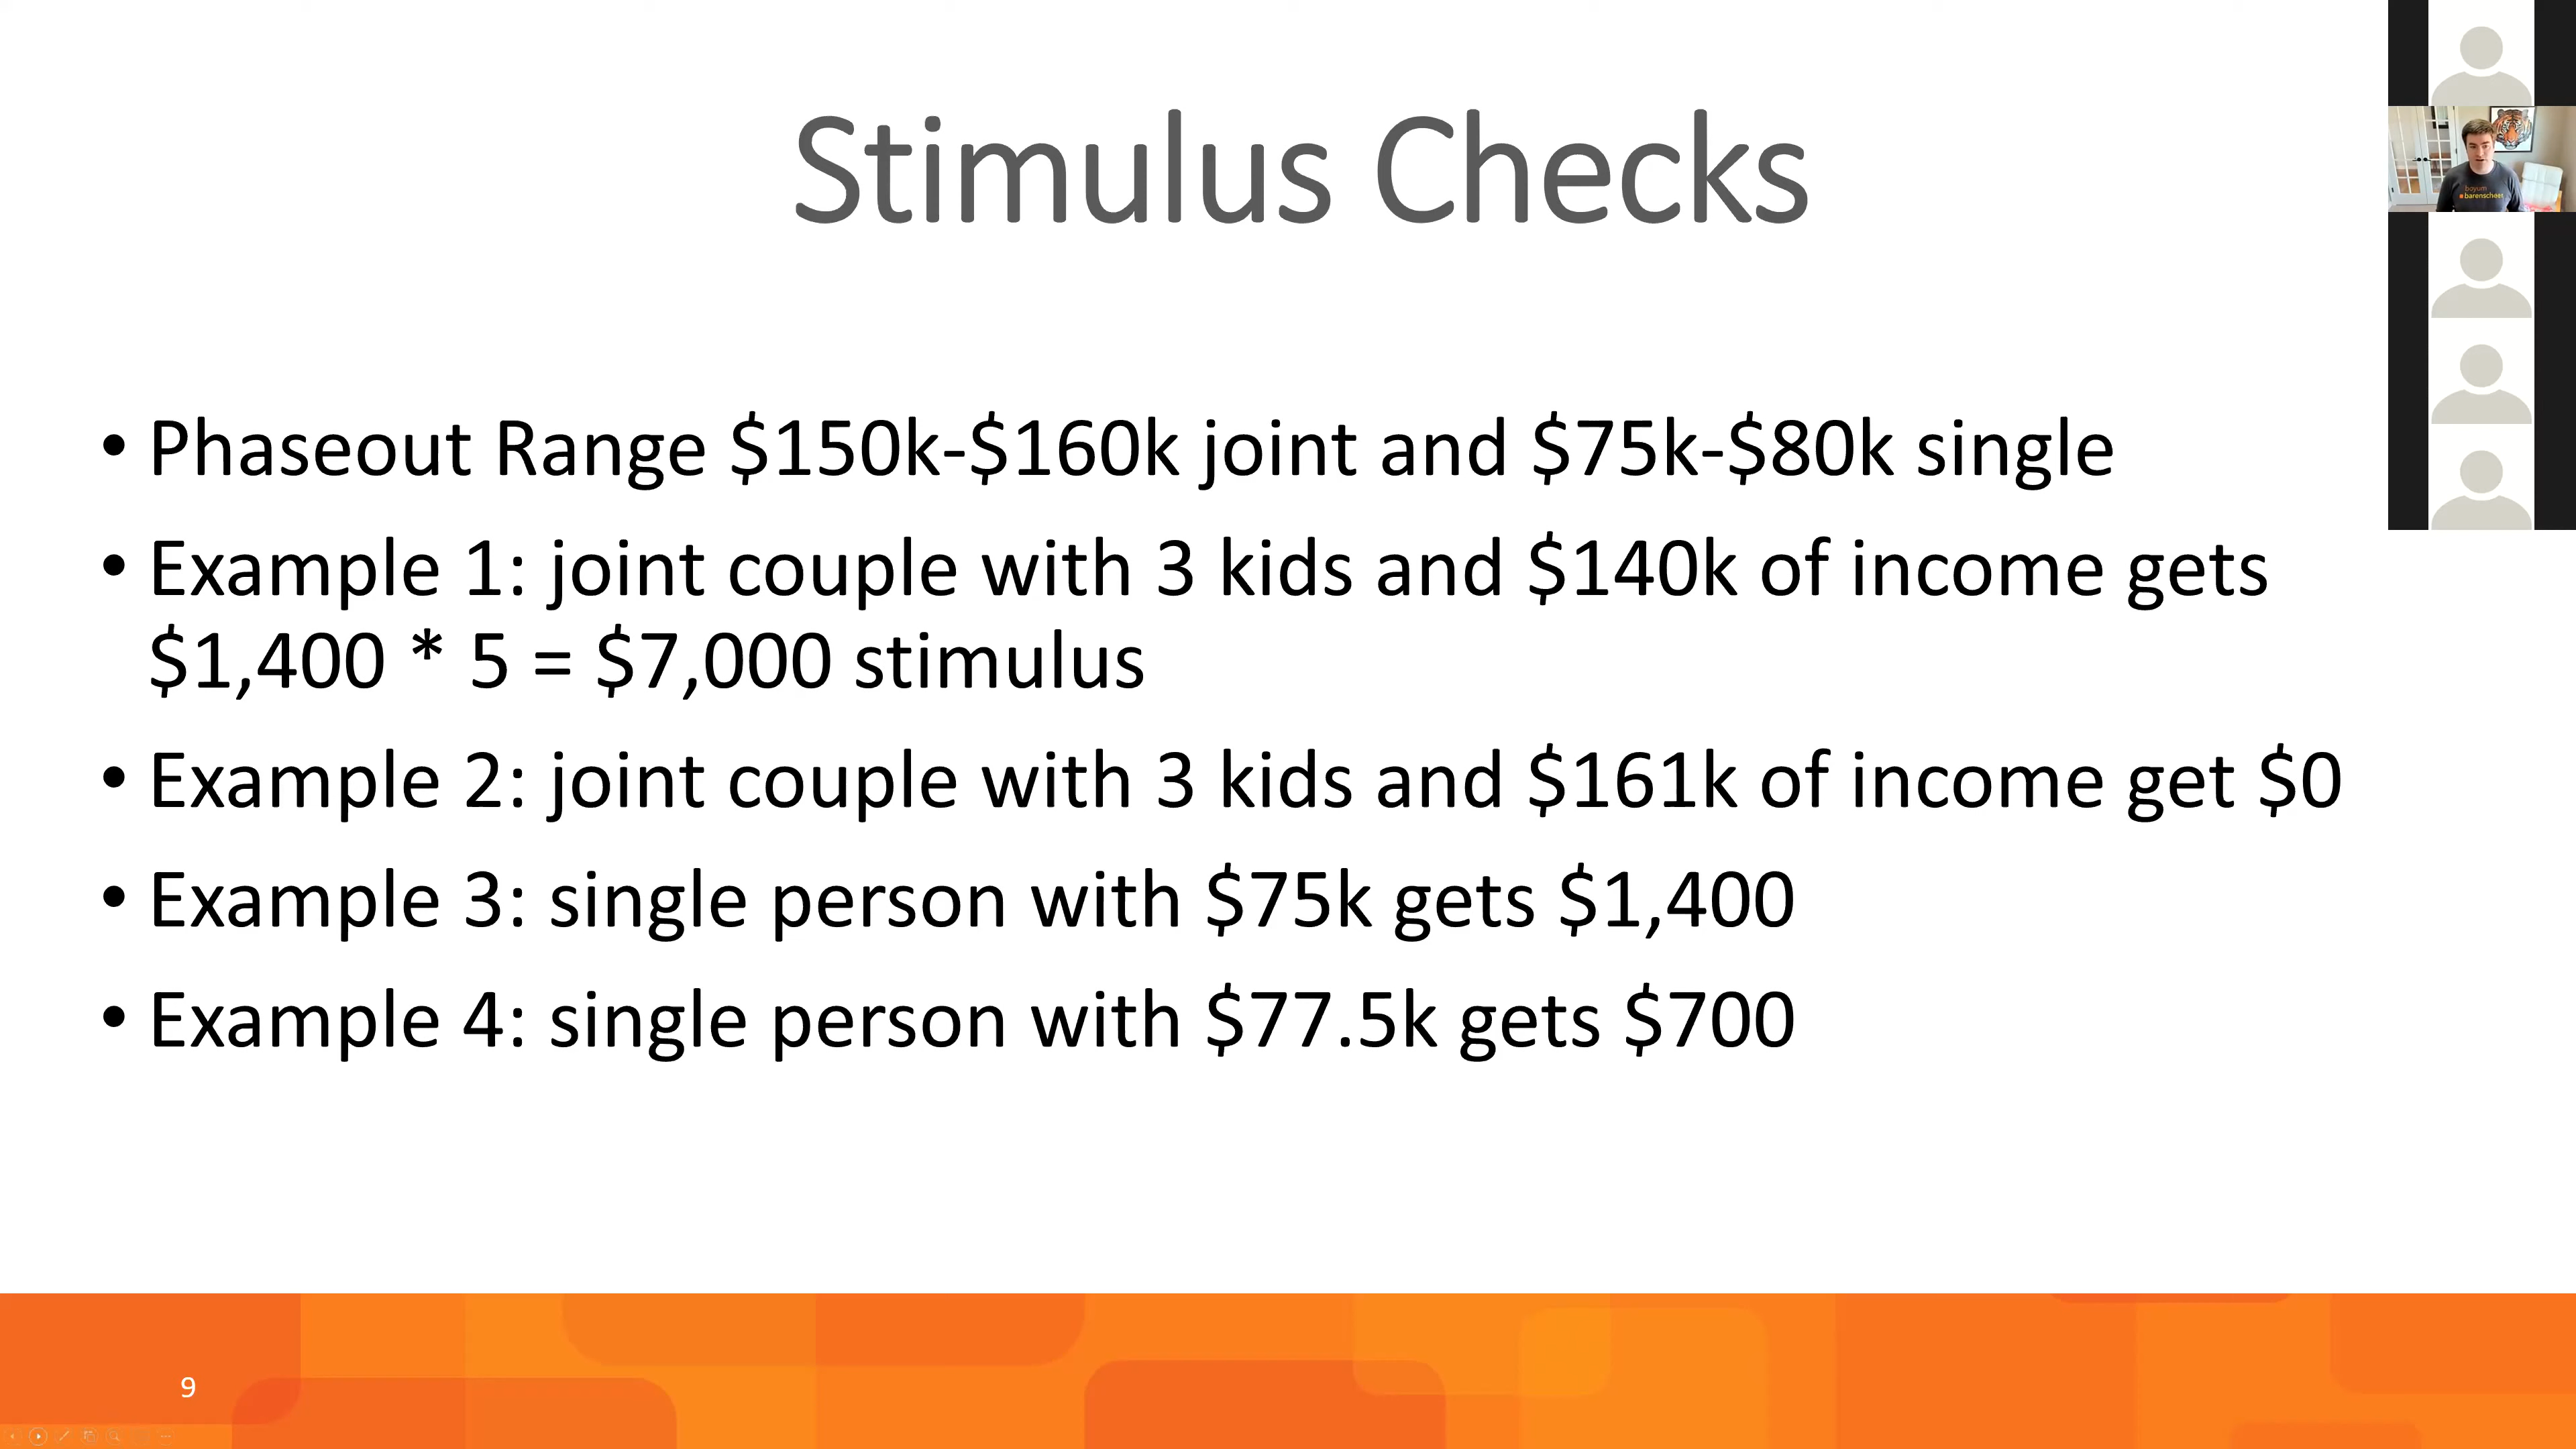 Stimulus Checks
• Phaseout Range $150k-$160k joint and $75k-$80k single
• Example 1: joint couple with 3 kids and $140k of income gets
$1,400 * 5 = $7,000 stimulus
• Example 2: joint couple with 3 kids and $161k of income get $0
• Example 3: single person with $75k gets $1,400
• Example 4: single person with $77.5k gets $700
boyum
barenscheer
9